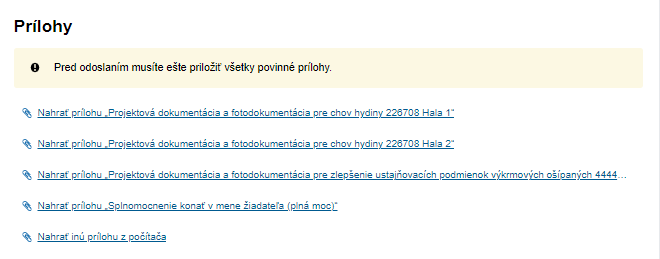 Prílohy
Pred odoslaním musíte ešte priložiť všetky povinné prílohy.
Nahrať prílohu „Projektová dokumentácia a fotodokumentácia pre chov hydiny 226708 Hala 1“
Nahrať prílohu „Projektová dokumentácia a fotodokumentácia pre chov hydiny 226708 Hala 2“
Nahrať prílohu „Projektová dokumentácia a fotodokumentácia pre zlepšenie ustajňovacích podmienok výkrmových ošípaných 4444...
Nahrať prílohu „Splnomocnenie konať v mene žiadateľa (plná moc)“
Nahrať inú prílohu z počítača